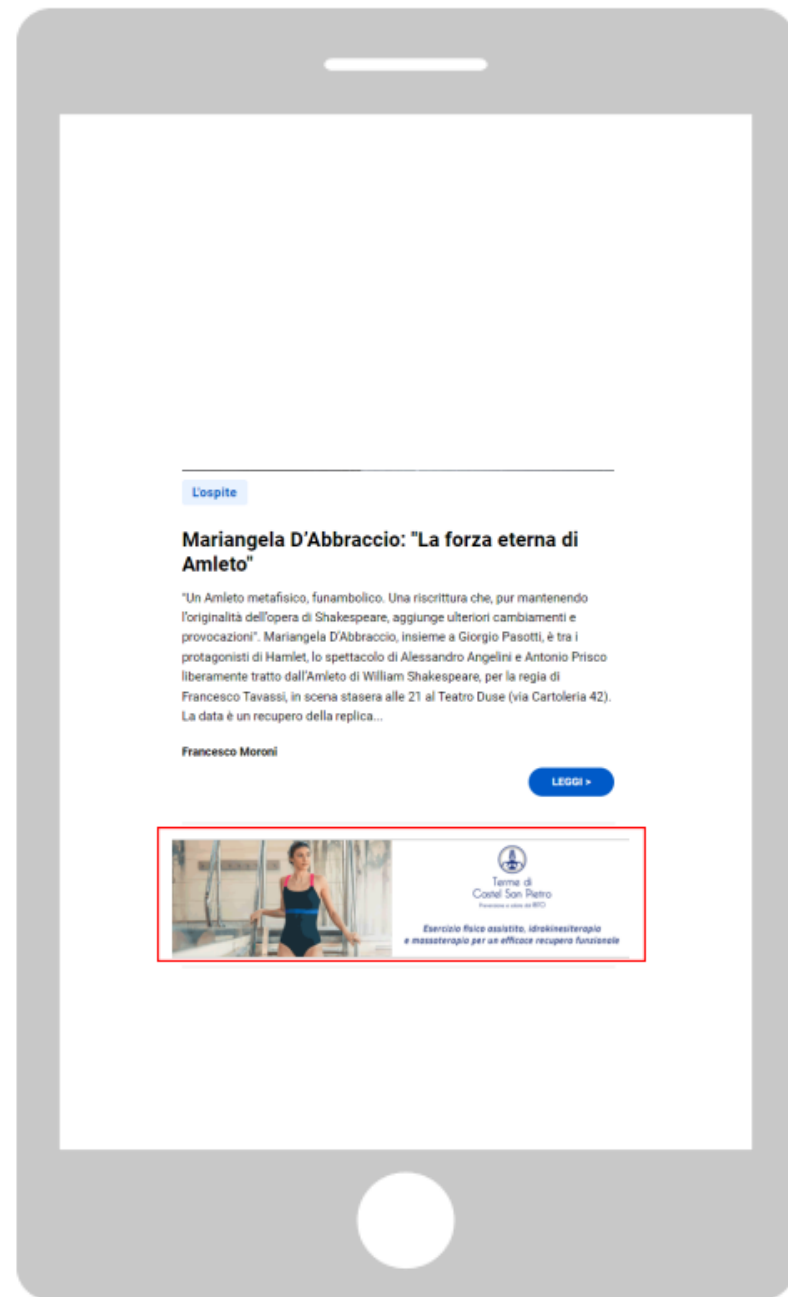 L'ospite
Mariangela D'Abbraccio: "La forza eterna di
Amleto"
"Un Amleto metafisico, funambolico. Una riscrittura che, pur mantenendo
l'originalità dell'opera di Shakespeare, aggiunge ulteriori cambiamenti e
provocazioni". Mariangela D'Abbraccio, insieme a Giorgio Pasotti, è tra i
protagonisti di Hamlet, lo spettacolo di Alessandro Angelini e Antonio Prisco
liberamente tratto dall'Amleto di William Shakespeare, per la regia di
Francesco Tavassi, in scena stasera alle 21 al Teatro Duse (via Cartoleria 42).
La data è un recupero della replica...
Francesco Moroni
LEGGI >
Terme di
Castel San Pietro
Esercizio fisico assistito, idrokinesiterapia
e massoterapia per un efficace recupero funzionale